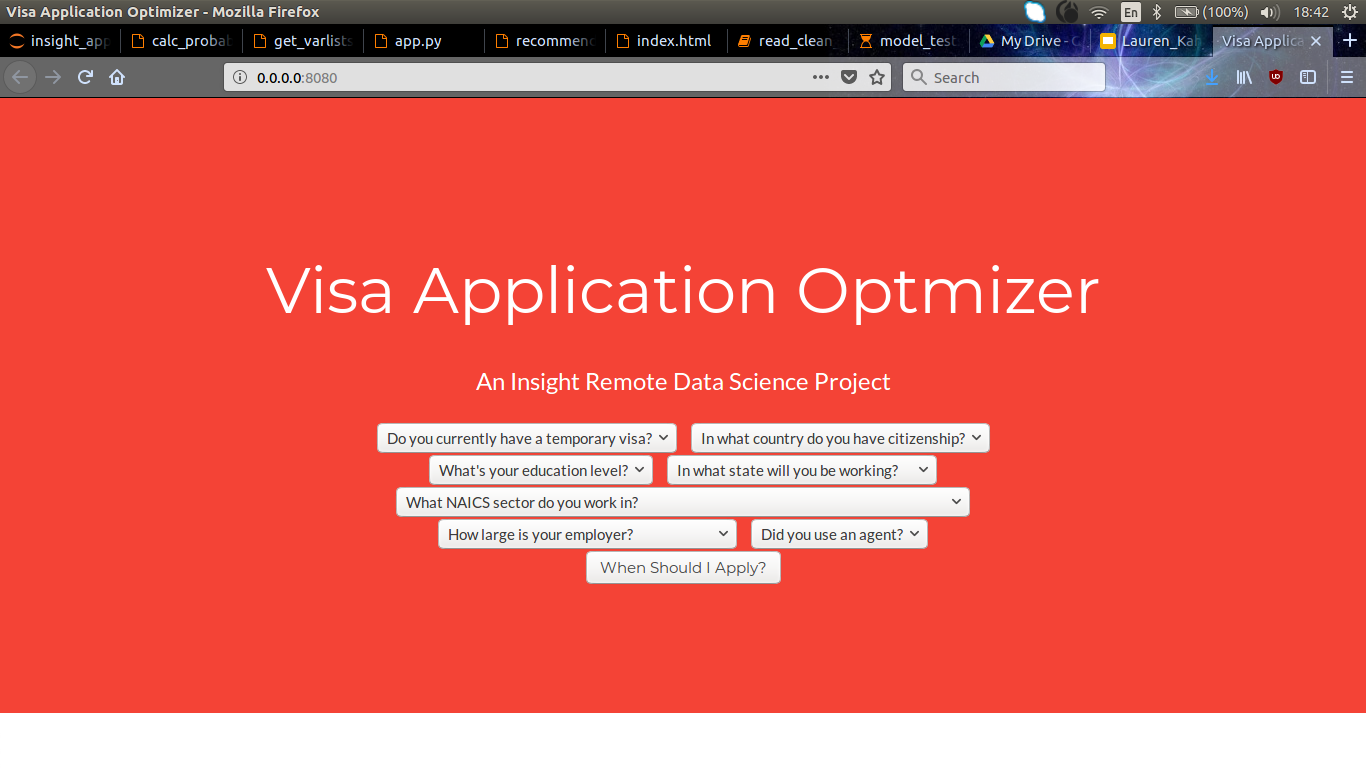 Visa Application Optimizer - Mozilla Firefox En (100%) 18:42
insight_app calc_probat get_varlists app.py recommenc index.html read_clean_ model_test My Drive - C Lauren_Kah Visa Applica
0.0.0.0:8080 Search
Visa Application Optmizer
An Insight Remote Data Science Project
Do you currently have a temporary visa? In what country do you have citizenship?
What's your education level? In what state will you be working?
What NAICS sector do you work in?
How large is your employer? Did you use an agent?
When Should I Apply?